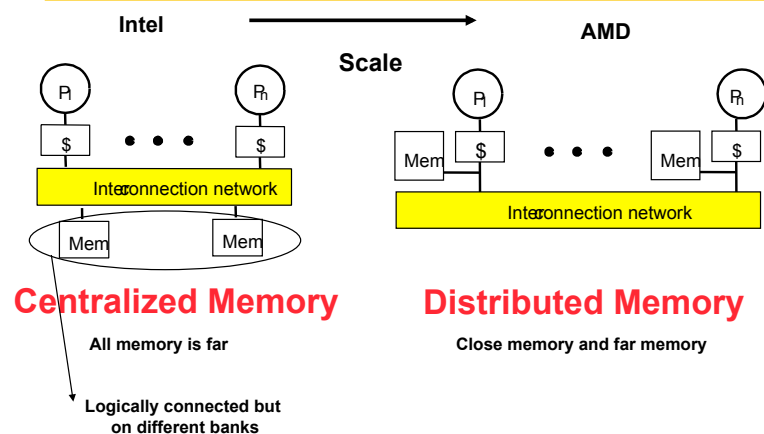 Intel
AMD
Scale
P1
Pn
P1
Pn
$
• • •
$
Mem
$
• • •
Mem
$
Interconnection network
Interconnection network
Mem
Mem
Centralized Memory
Distributed Memory
All memory is far
Close memory and far memory
Logically connected but
on different banks